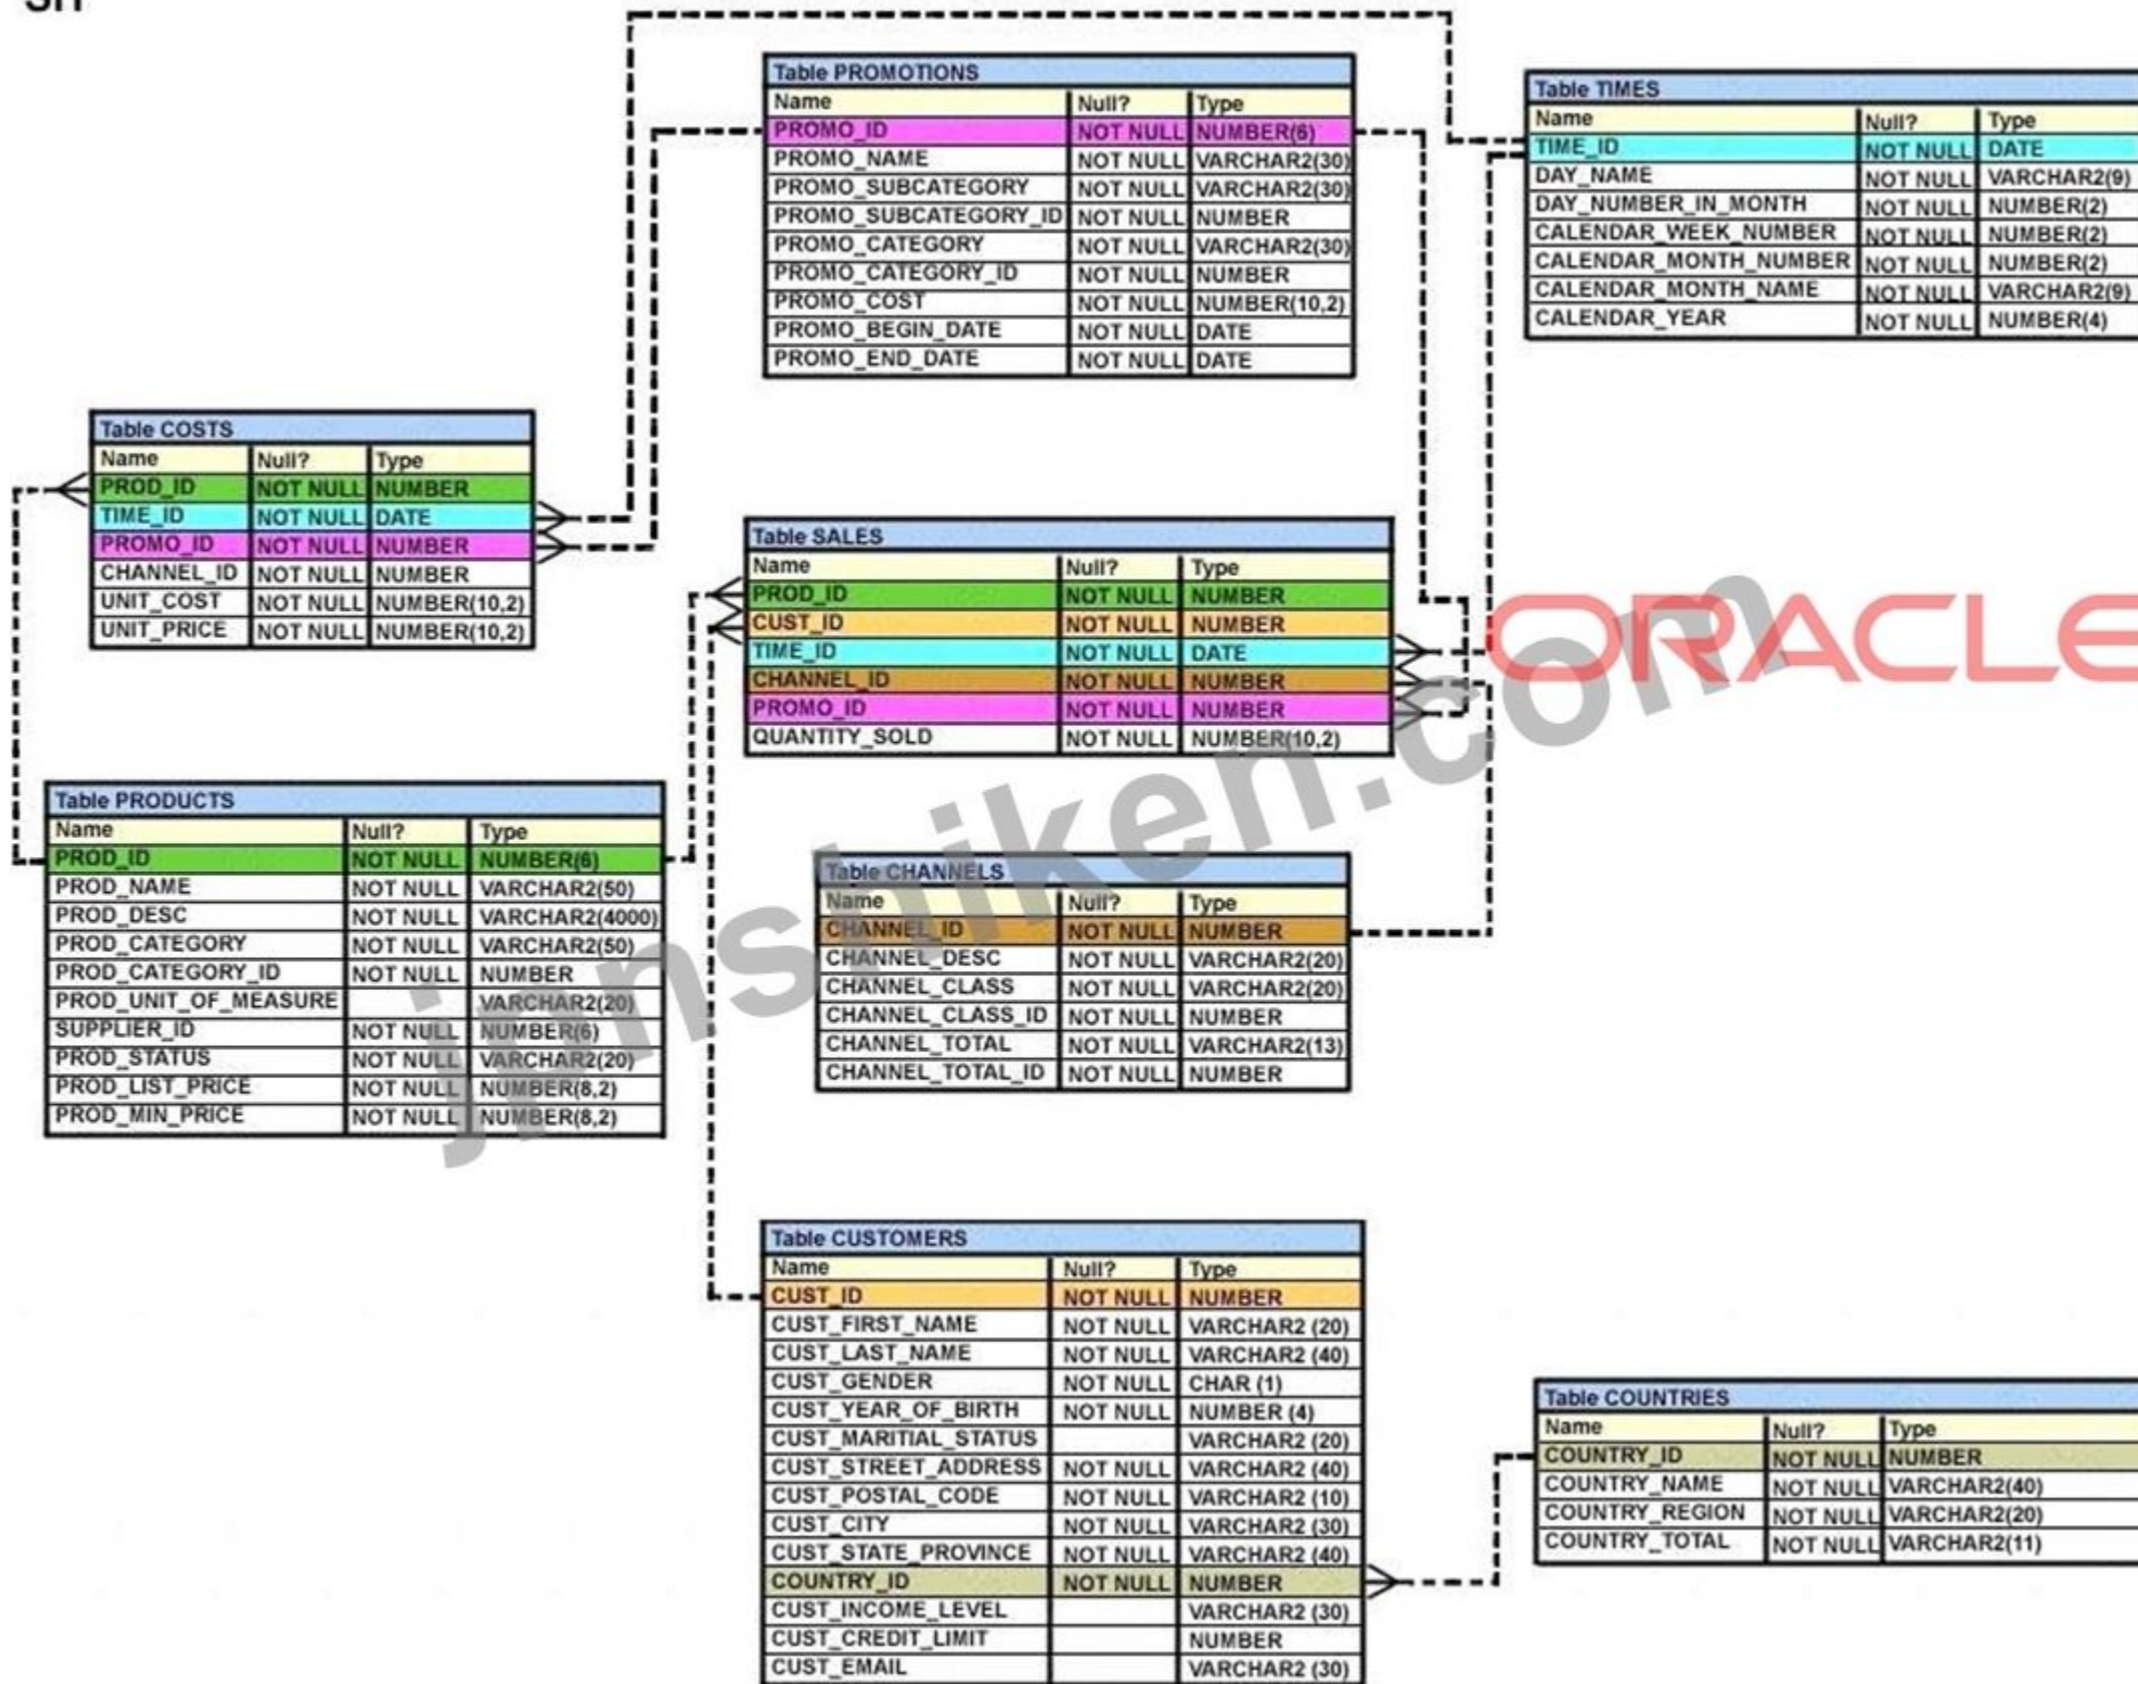 SH
Table PROMOTIONS
Name Null? Type
PROMO_ID NOT NULL NUMBER(6)
PROMO_NAME NOT NULL VARCHAR2(30)
PROMO_SUBCATEGORY NOT NULL VARCHAR2(30)
PROMO_SUBCATEGORY_ID NOT NULL NUMBER
PROMO_CATEGORY NOT NULL VARCHAR2(30)
PROMO_CATEGORY_ID NOT NULL NUMBER
PROMO_COST NOT NULL NUMBER(10,2)
PROMO_BEGIN_DATE NOT NULL DATE
PROMO_END_DATE NOT NULL DATE
Table TIMES
Name Null? Type
TIME_ID NOT NULL DATE
DAY_NAME NOT NULL VARCHAR2(9)
DAY_NUMBER_IN_MONTH NOT NULL NUMBER(2)
CALENDAR_WEEK_NUMBER NOT NULL NUMBER(2)
CALENDAR_MONTH_NUMBER NOT NULL NUMBER(2)
CALENDAR_MONTH_NAME NOT NULL VARCHAR2(9)
CALENDAR_YEAR NOT NULL NUMBER(4)
Table COSTS
Name Null? Type
PROD_ID NOT NULL NUMBER
TIME_ID NOT NULL DATE
PROMO_ID NOT NULL NUMBER
CHANNEL_ID NOT NULL NUMBER
UNIT_COST NOT NULL NUMBER(10,2)
UNIT_PRICE NOT NULL NUMBER(10,2)
Table SALES
Name Null? Type
PROD_ID NOT NULL NUMBER
CUST_ID NOT NULL NUMBER
TIME_ID NOT NULL DATE
CHANNEL_ID NOT NULL NUMBER
PROMO_ID NOT NULL NUMBER
QUANTITY_SOLD NOT NULL NUMBER(10,2)
ORACLE
jpnshiken.com
Table PRODUCTS
Name Null? Type
PROD_ID NOT NULL NUMBER(6)
PROD_NAME NOT NULL VARCHAR2(50)
PROD_DESC NOT NULL VARCHAR2(4000)
PROD_CATEGORY NOT NULL VARCHAR2(50)
PROD_CATEGORY_ID NOT NULL NUMBER
PROD_UNIT_OF_MEASURE VARCHAR2(20)
SUPPLIER_ID NOT NULL NUMBER(6)
PROD_STATUS NOT NULL VARCHAR2(20)
PROD_LIST_PRICE NOT NULL NUMBER(8,2)
PROD_MIN_PRICE NOT NULL NUMBER(8,2)
Table CHANNELS
Name Null? Type
CHANNEL_ID NOT NULL NUMBER
CHANNEL_DESC NOT NULL VARCHAR2(20)
CHANNEL_CLASS NOT NULL VARCHAR2(20)
CHANNEL_CLASS_ID NOT NULL NUMBER
CHANNEL_TOTAL NOT NULL VARCHAR2(13)
CHANNEL_TOTAL_ID NOT NULL NUMBER
Table CUSTOMERS
Name Null? Type
CUST_ID NOT NULL NUMBER
CUST_FIRST_NAME NOT NULL VARCHAR2 (20)
CUST_LAST_NAME NOT NULL VARCHAR2 (40)
CUST_GENDER NOT NULL CHAR (1)
CUST_YEAR_OF_BIRTH NOT NULL NUMBER (4)
CUST_MARITIAL_STATUS VARCHAR2 (20)
CUST_STREET_ADDRESS NOT NULL VARCHAR2 (40)
CUST_POSTAL_CODE NOT NULL VARCHAR2 (10)
CUST_CITY NOT NULL VARCHAR2 (30)
CUST_STATE_PROVINCE NOT NULL VARCHAR2 (40)
COUNTRY_ID NOT NULL NUMBER
CUST_INCOME_LEVEL VARCHAR2 (30)
CUST_CREDIT_LIMIT NUMBER
CUST_EMAIL VARCHAR2 (30)
Table COUNTRIES
Name Null? Type
COUNTRY_ID NOT NULL NUMBER
COUNTRY_NAME NOT NULL VARCHAR2(40)
COUNTRY_REGION NOT NULL VARCHAR2(20)
COUNTRY_TOTAL NOT NULL VARCHAR2(11)